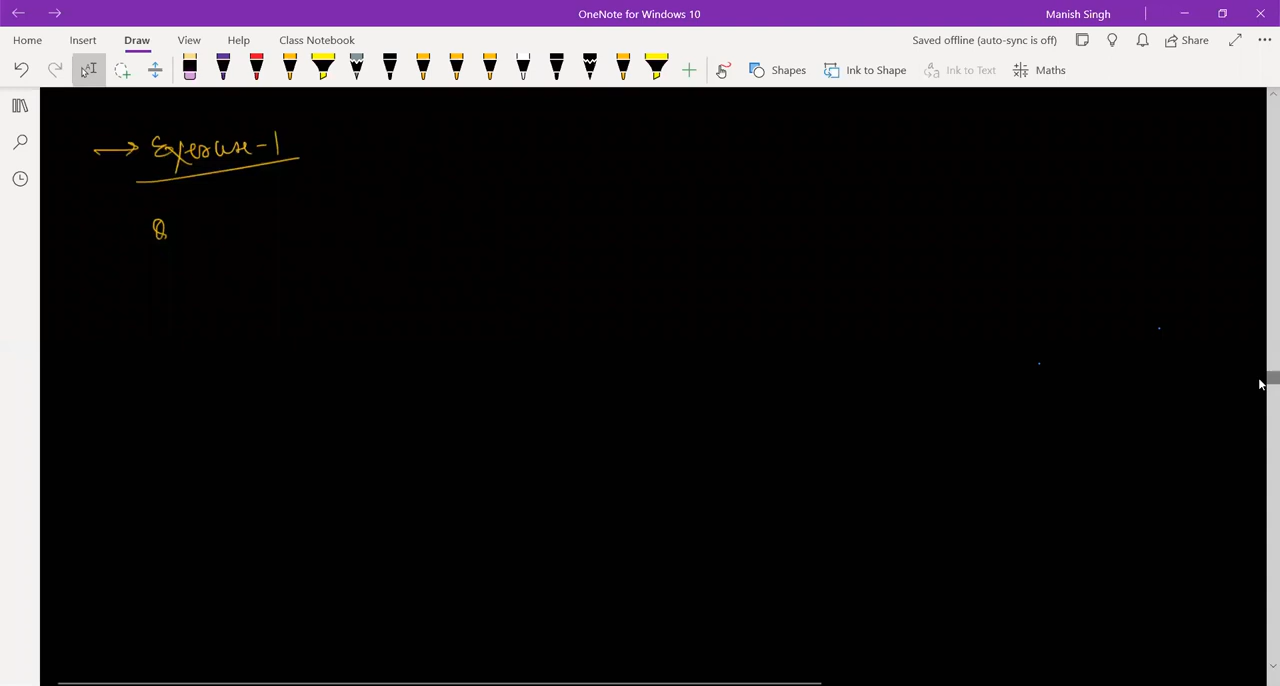 OneNote for Windows 10
Manish Singh
Home Insert Draw View Help Class Notebook
Saved offline (auto-sync is off) Share
Shapes Ink to Shape Ink to Text Maths
→ Exercise-1
Q